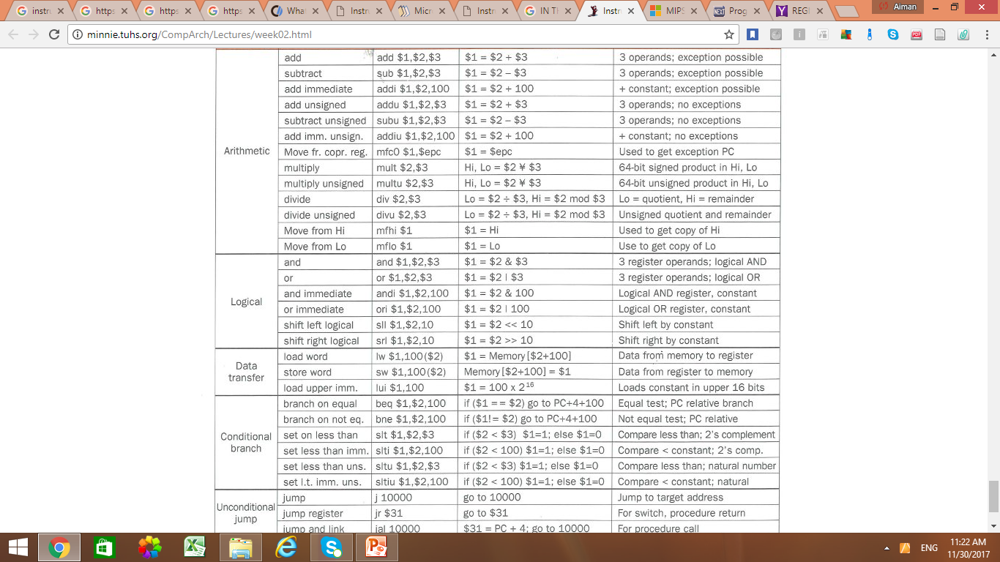 instru
https
https
https
What
Instru
Micro
Instru
IN Th
Instru
MIPS
NEXT Prog
REGI
Aiman
minnie.tuhs.org/CompArch/Lectures/week02.html
Arithmetic
add add $1,$2,$3 $1 = $2 + $3 3 operands; exception possible
subtract sub $1,$2,$3 $1 = $2 – $3 3 operands; exception possible
add immediate addi $1,$2,100 $1 = $2 + 100 + constant; exception possible
add unsigned addu $1,$2,$3 $1 = $2 + $3 3 operands; no exceptions
subtract unsigned subu $1,$2,$3 $1 = $2 – $3 3 operands; no exceptions
add imm. unsign. addiu $1,$2,100 $1 = $2 + 100 + constant; no exceptions
Move fr. copr. reg. mfc0 $1,$epc $1 = $epc Used to get exception PC
multiply mult $2,$3 Hi, Lo = $2 ¥ $3 64-bit signed product in Hi, Lo
multiply unsigned multu $2,$3 Hi, Lo = $2 ¥ $3 64-bit unsigned product in Hi, Lo
divide div $2,$3 Lo = $2 ÷ $3, Hi = $2 mod $3 Lo = quotient, Hi = remainder
divide unsigned divu $2,$3 Lo = $2 ÷ $3, Hi = $2 mod $3 Unsigned quotient and remainder
Move from Hi mfhi $1 $1 = Hi Used to get copy of Hi
Move from Lo mflo $1 $1 = Lo Use to get copy of Lo
Logical
and and $1,$2,$3 $1 = $2 & $3 3 register operands; logical AND
or or $1,$2,$3 $1 = $2 | $3 3 register operands; logical OR
and immediate andi $1,$2,100 $1 = $2 & 100 Logical AND register, constant
or immediate ori $1,$2,100 $1 = $2 | 100 Logical OR register, constant
shift left logical sll $1,$2,10 $1 = $2 << 10 Shift left by constant
shift right logical srl $1,$2,10 $1 = $2 >> 10 Shift right by constant
Data
transfer
load word lw $1,100($2) $1 = Memory[$2+100] Data from memory to register
store word sw $1,100($2) Memory[$2+100] = $1 Data from register to memory
load upper imm. lui $1,100 $1 = 100 x 2¹⁶ Loads constant in upper 16 bits
Conditional
branch
branch on equal beq $1,$2,100 if ($1 = = $2) go to PC+4+100 Equal test; PC relative branch
branch on not eq. bne $1,$2,100 if ($1!= $2) go to PC+4+100 Not equal test; PC relative
set on less than slt $1,$2,$3 if ($2 < $3) $1=1; else $1=0 Compare less than; 2's complement
set less than imm. slti $1,$2,100 if ($2 < 100) $1=1; else $1=0 Compare < constant; 2's comp.
set less than uns. sltu $1,$2,$3 if ($2 < $3) $1=1; else $1=0 Compare less than; natural number
set l.t. imm. uns. sltiu $1,$2,100 if ($2 < 100) $1=1; else $1=0 Compare < constant; natural
Unconditional
jump
jump j 10000 go to 10000 Jump to target address
jump register jr $31 go to $31 For switch, procedure return
jump and link jal 10000 $31 = PC + 4; go to 10000 For procedure call
ENG
11:22 AM
11/30/2017